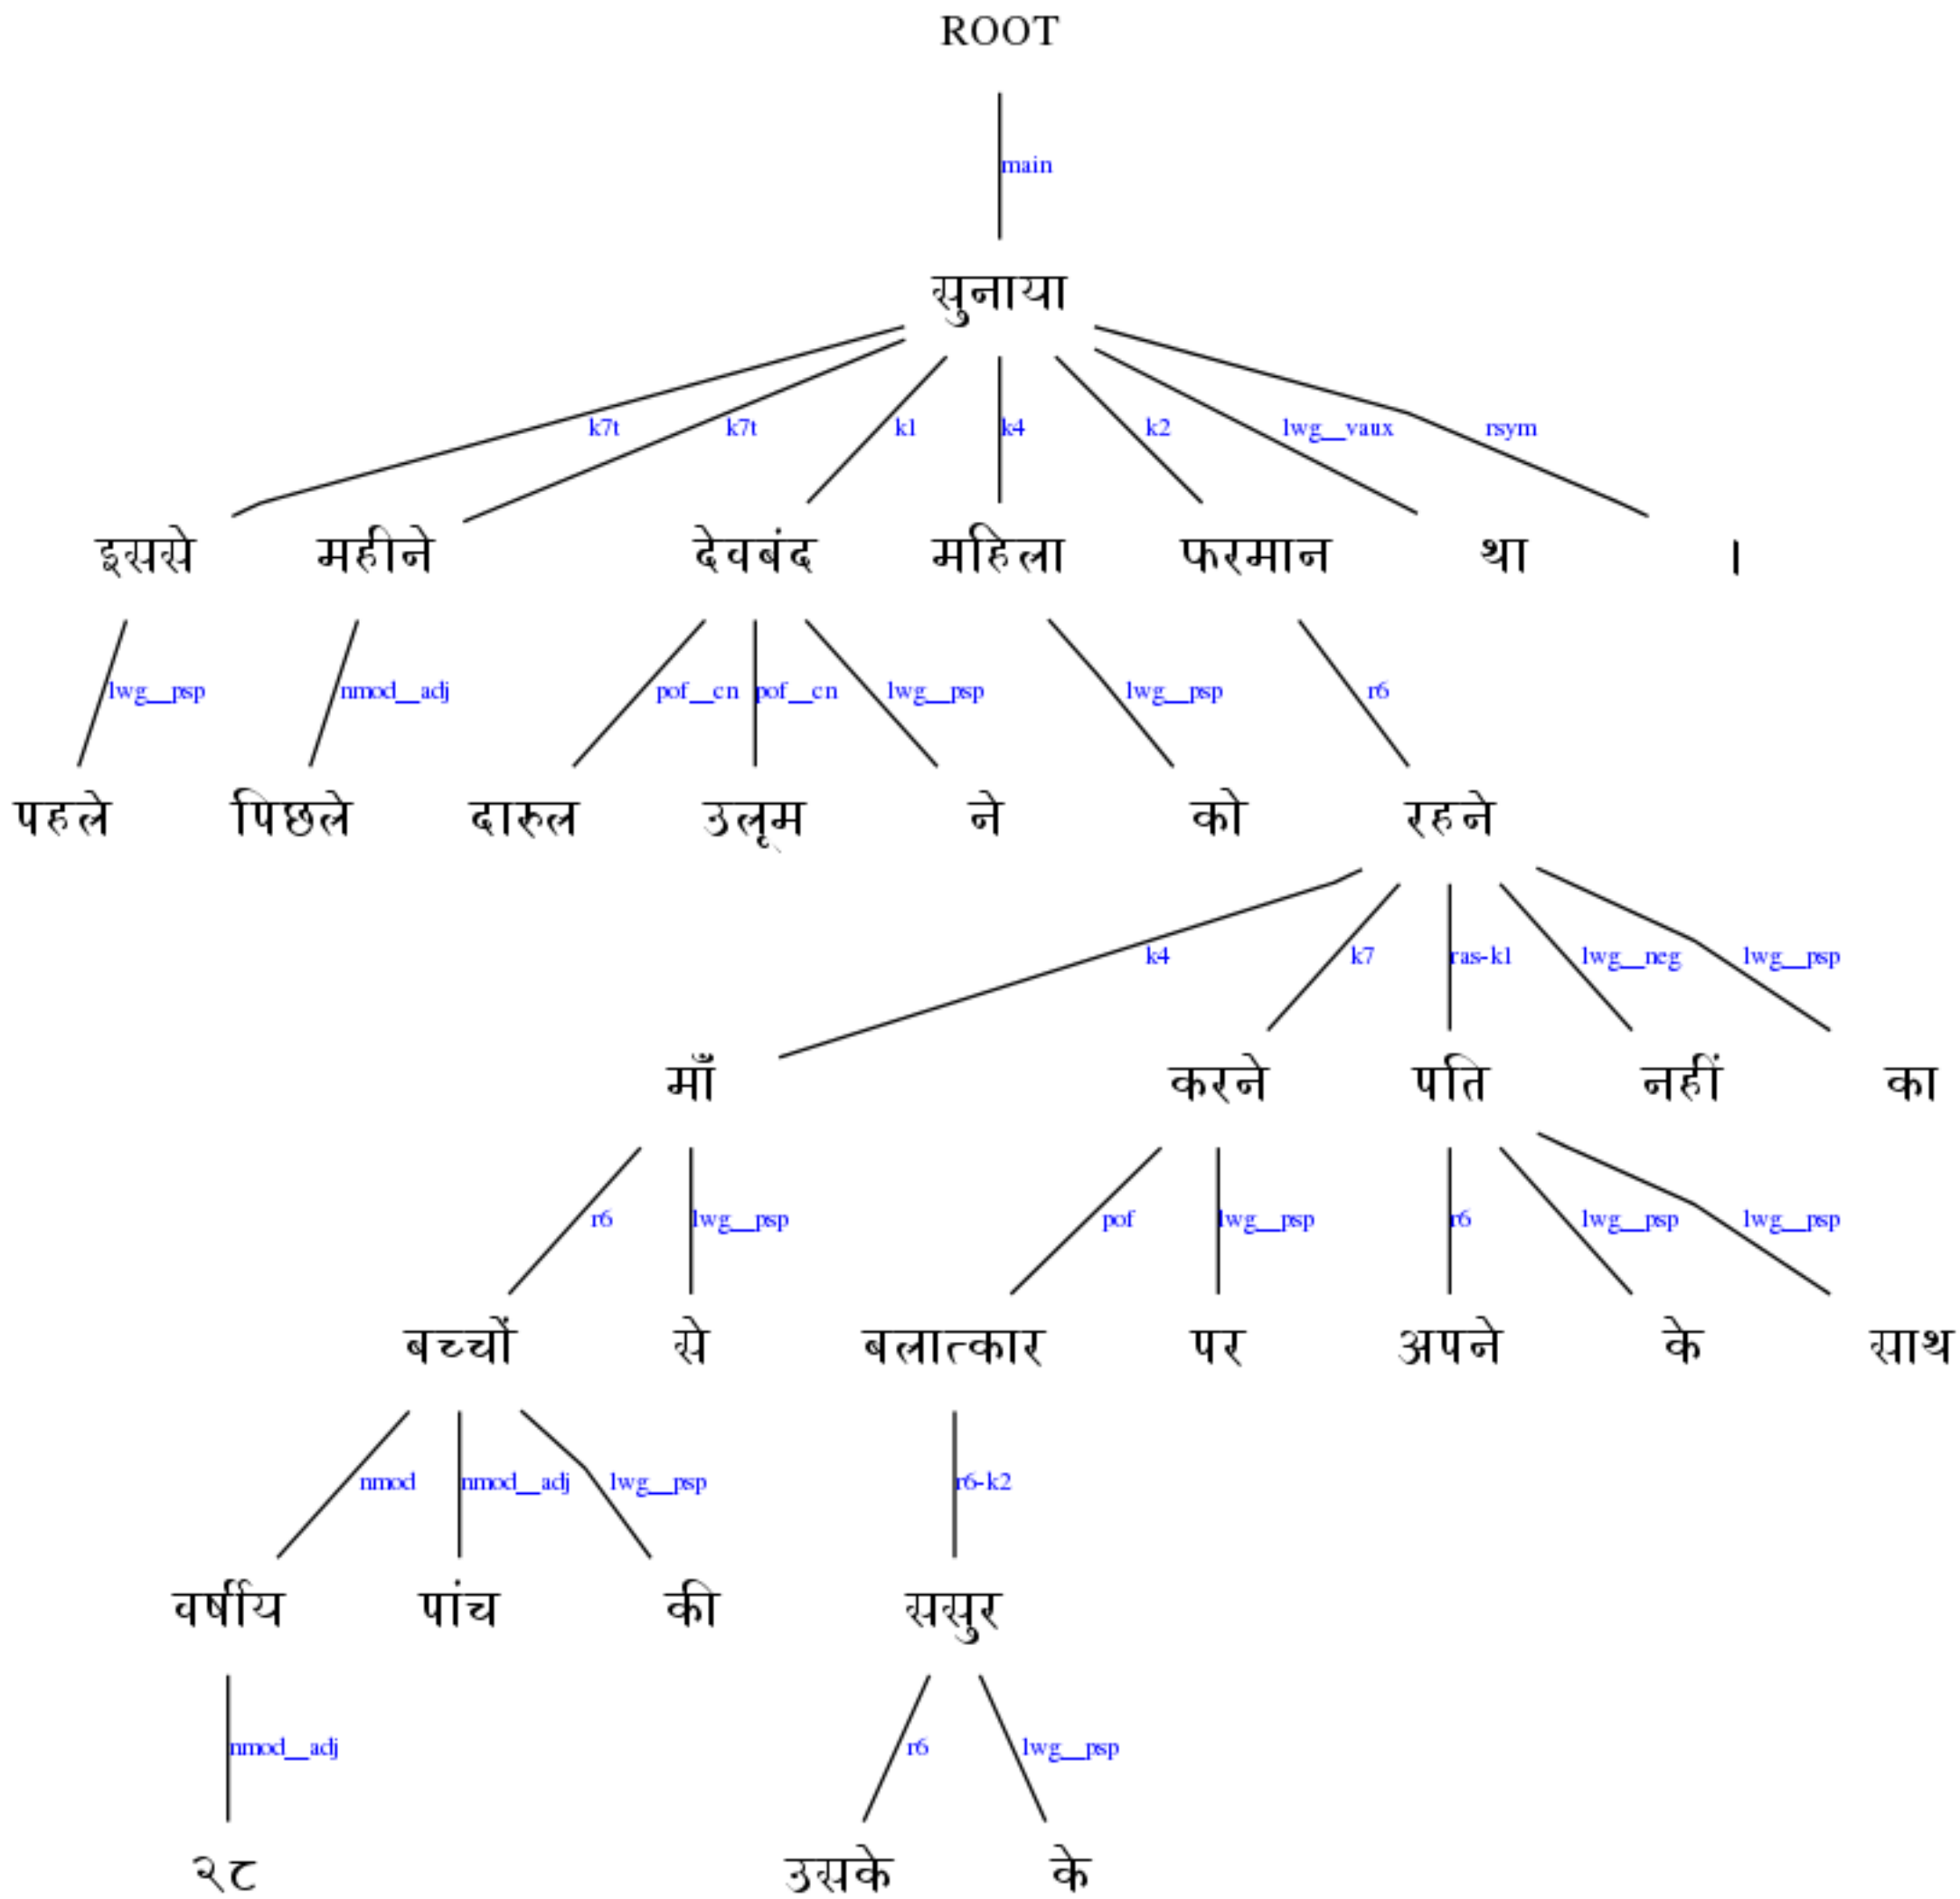 ROOT
main
सुनाया
k7t k7t k1 k4 k2 lwg__vaux rsym
इससे महीने देवबंद महिला फरमान था ।
lwg__psp nmod__adj pof__cn pof__cn lwg__psp lwg__psp r6
पहले पिछले दारुल उलूम ने को रहने
k4 k7 ras-k1 lwg__neg lwg__psp
माँ करने पति नहीं का
r6 lwg__psp pof lwg__psp r6 lwg__psp lwg__psp
बच्चों से बलात्कार पर अपने के साथ
nmod nmod__adj lwg__psp r6-k2
वर्षीय पांच की ससुर
nmod__adj r6 lwg__psp
२८ उसके के